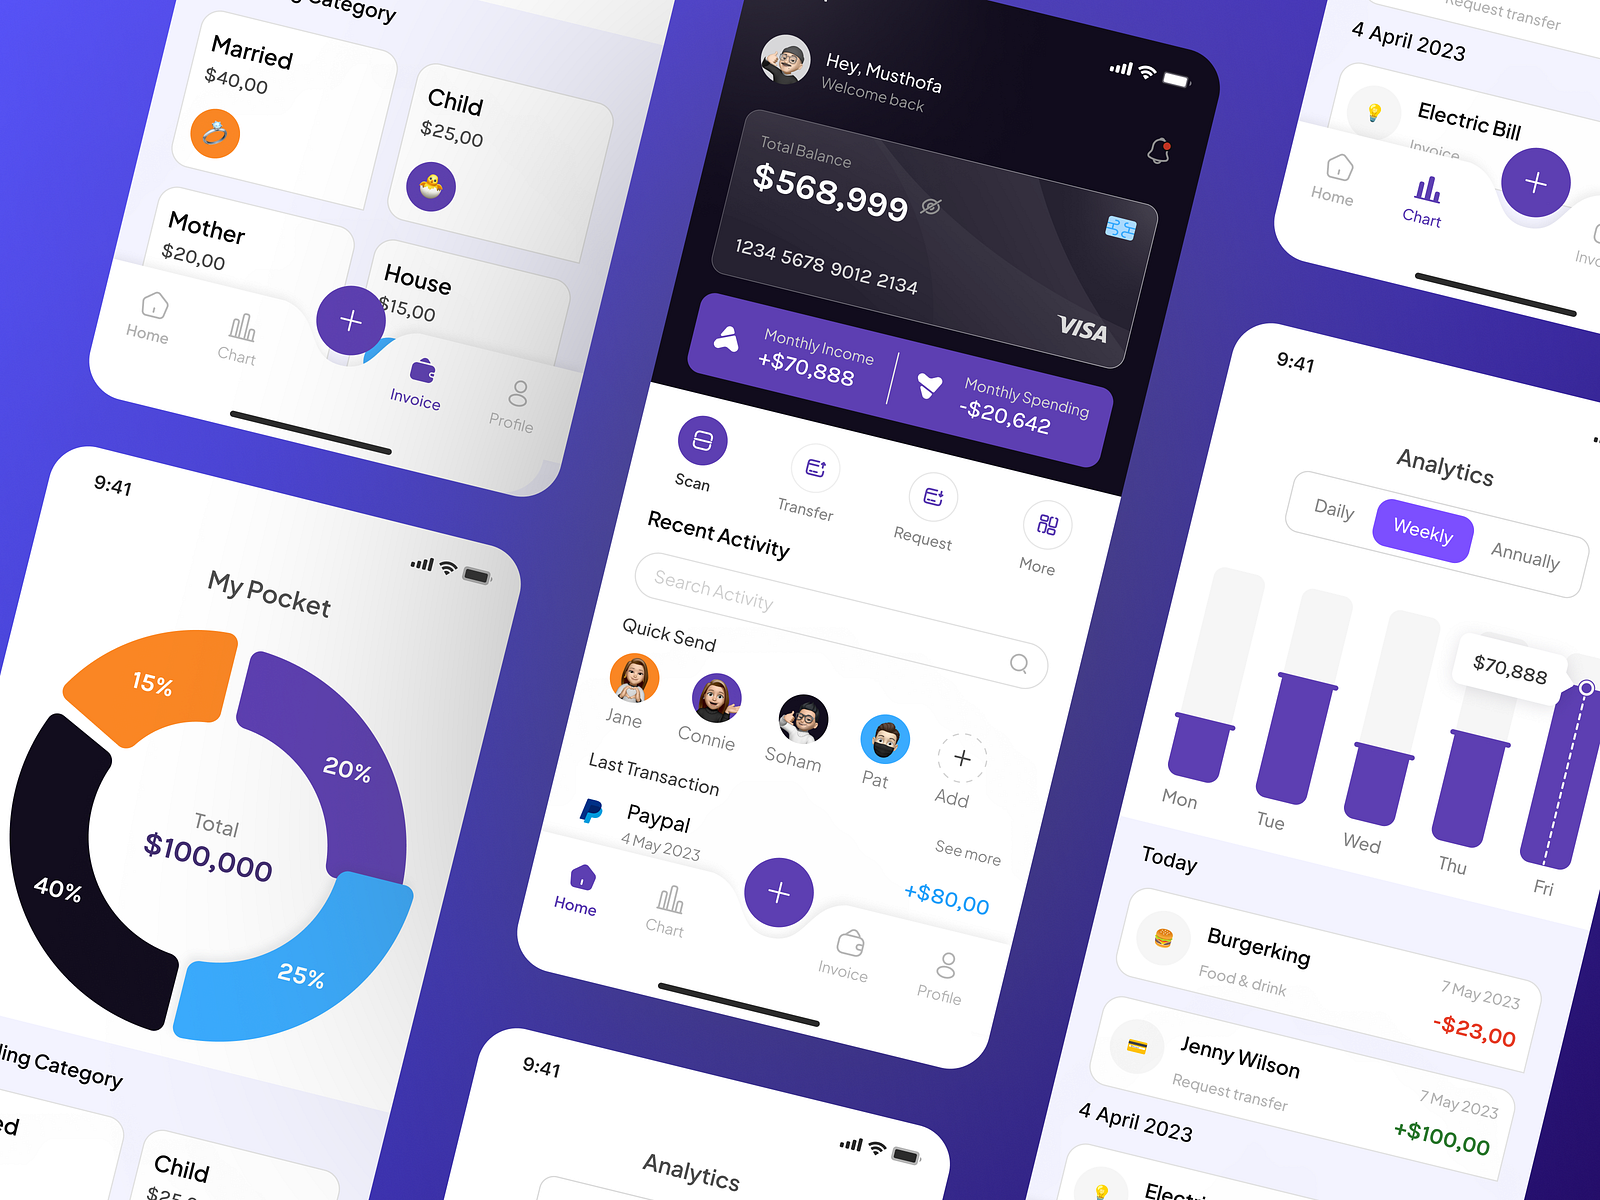 Category
Married
$40,00
Child
$25,00
Mother
$20,00
House
$15,00
Home
Chart
Invoice
Profile
9:41
My Pocket
15%
20%
40%
25%
Total
$100,000
Category
Child
Hey, Musthofa
Welcome back
Total Balance
$568,999
1234 5678 9012 2134
VISA
Monthly Income
+$70,888
Monthly Spending
-$20,642
Scan
Transfer
Request
More
Recent Activity
Search Activity
Quick Send
Jane
Connie
Soham
Pat
Add
Last Transaction
See more
Paypal
4 May 2023
+$80,00
Home
Chart
Invoice
Profile
9:41
Analytics
Request transfer
4 April 2023
Electric Bill
Invoice
Home
Chart
9:41
Analytics
Daily
Weekly
Annually
$70,888
Mon
Tue
Wed
Thu
Fri
Today
Burgerking
Food & drink
7 May 2023
-$23,00
Jenny Wilson
Request transfer
7 May 2023
+$100,00
4 April 2023